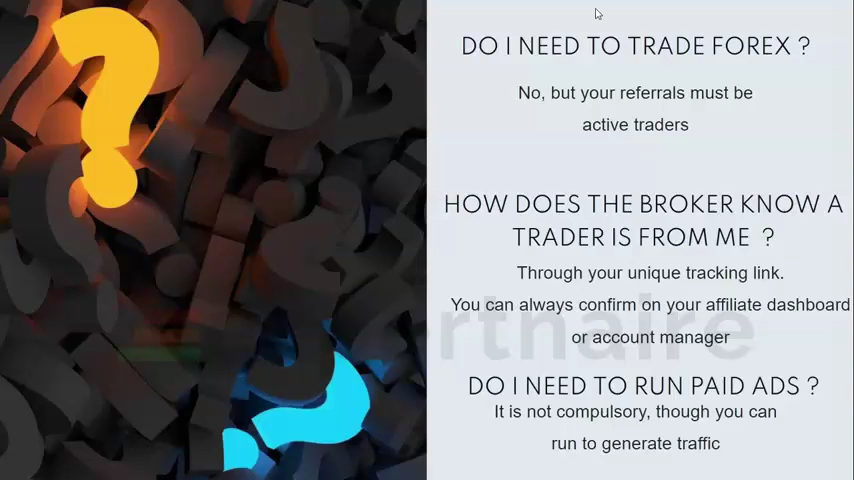 DO I NEED TO TRADE FOREX ?
No, but your referrals must be
active traders
HOW DOES THE BROKER KNOW A
TRADER IS FROM ME ?
Through your unique tracking link.
You can always confirm on your affiliate dashboard
or account manager
DO I NEED TO RUN PAID ADS ?
It is not compulsory, though you can
run to generate traffic